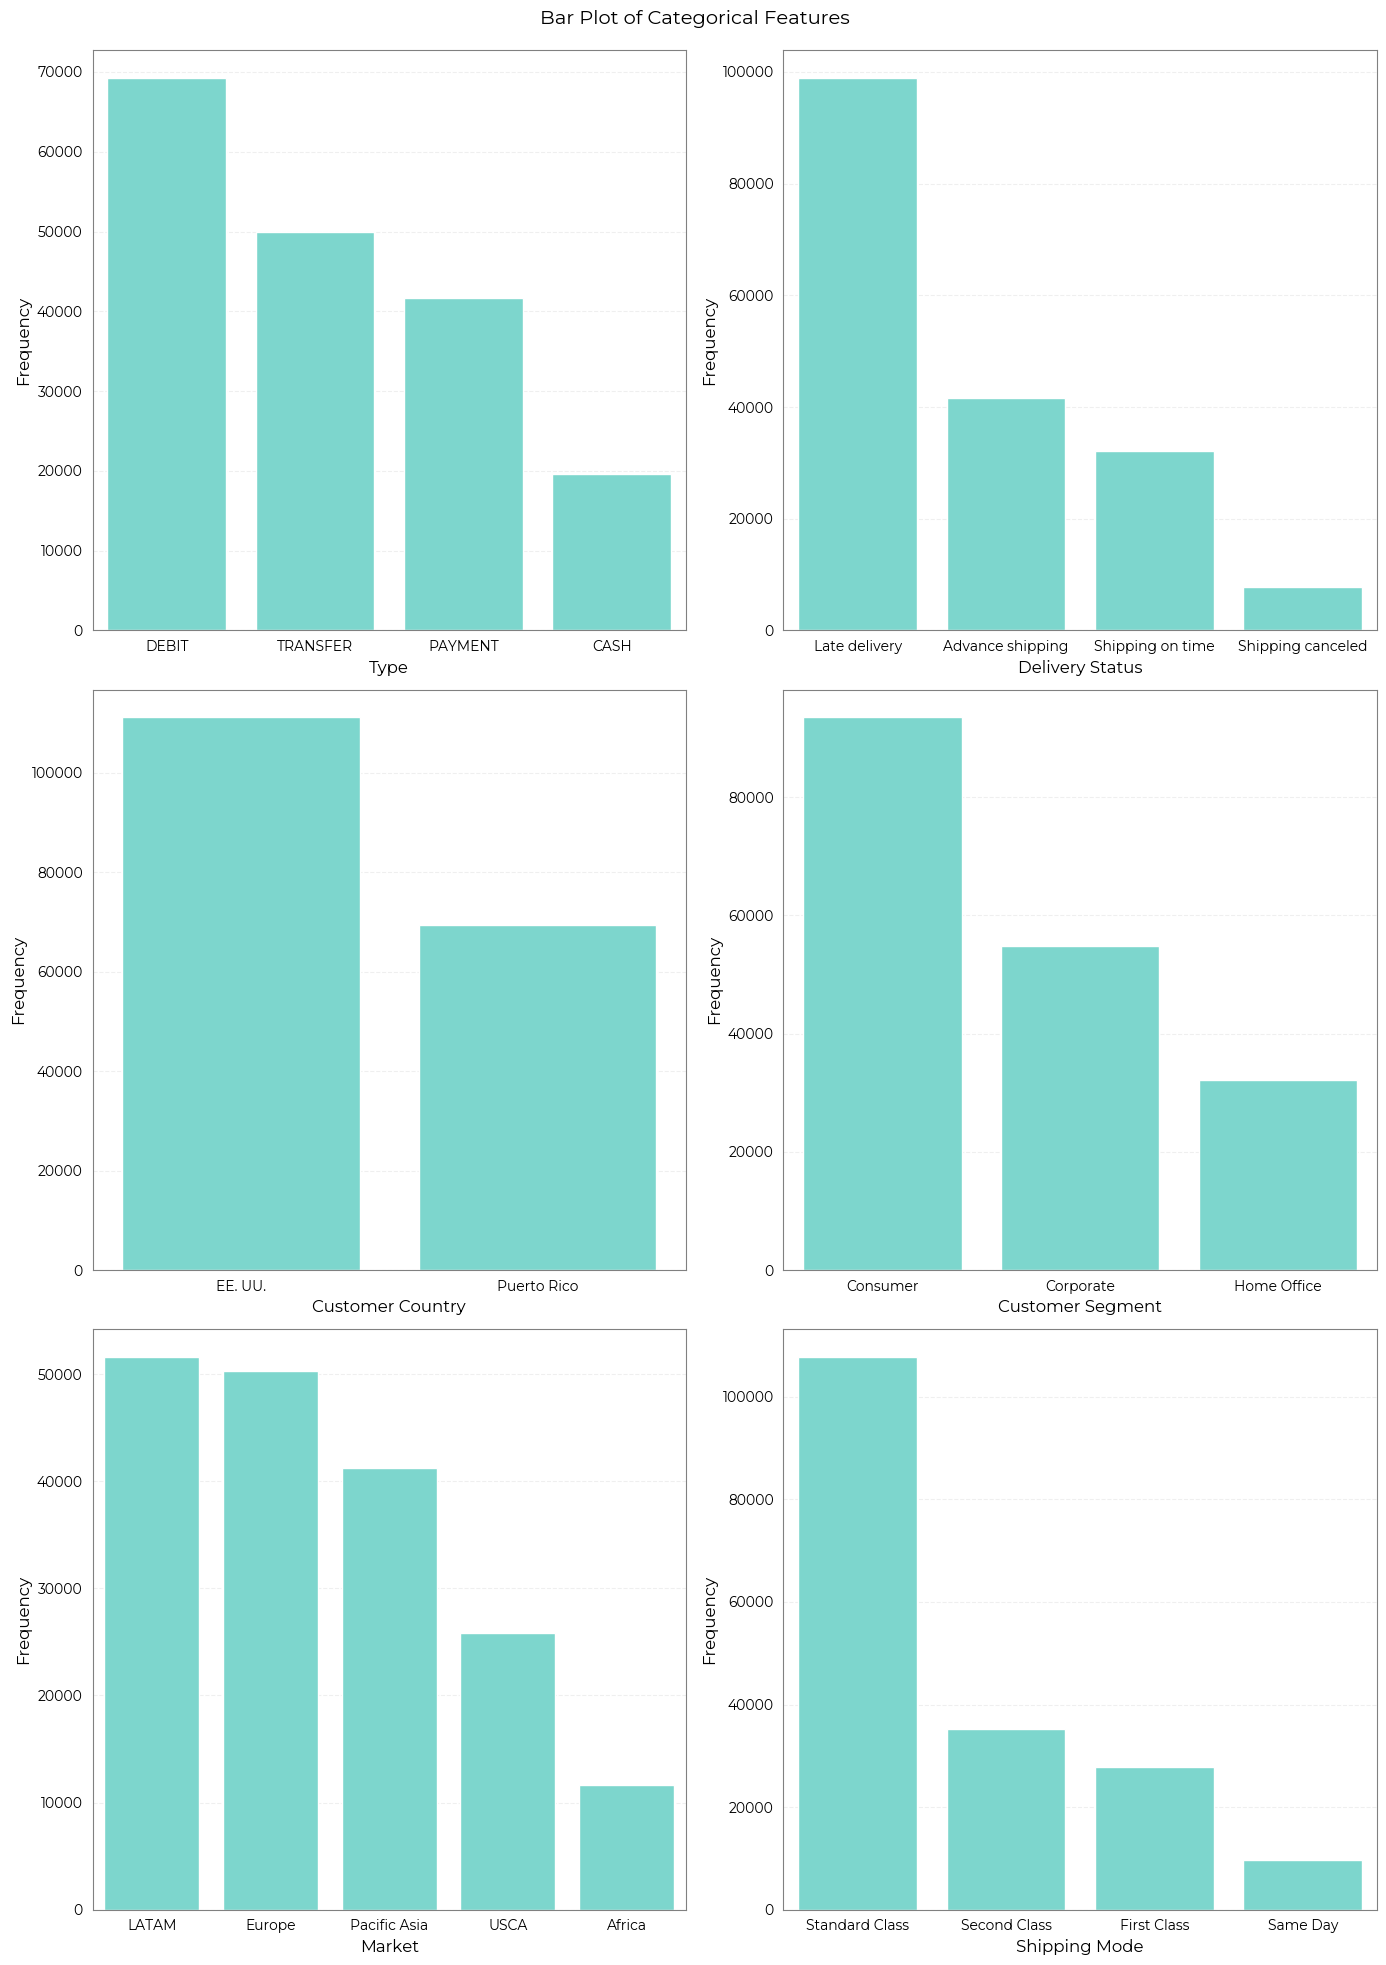 Bar Plot of Categorical Features
70000
60000
50000
40000
30000
20000
10000
0
Frequency
DEBIT TRANSFER PAYMENT CASH
Type
100000
80000
60000
40000
20000
0
Frequency
Late delivery Advance shipping Shipping on time Shipping canceled
Delivery Status
100000
80000
60000
40000
20000
0
Frequency
EE. UU. Puerto Rico
Customer Country
80000
60000
40000
20000
0
Frequency
Consumer Corporate Home Office
Customer Segment
50000
40000
30000
20000
10000
0
Frequency
LATAM Europe Pacific Asia USCA Africa
Market
100000
80000
60000
40000
20000
0
Frequency
Standard Class Second Class First Class Same Day
Shipping Mode